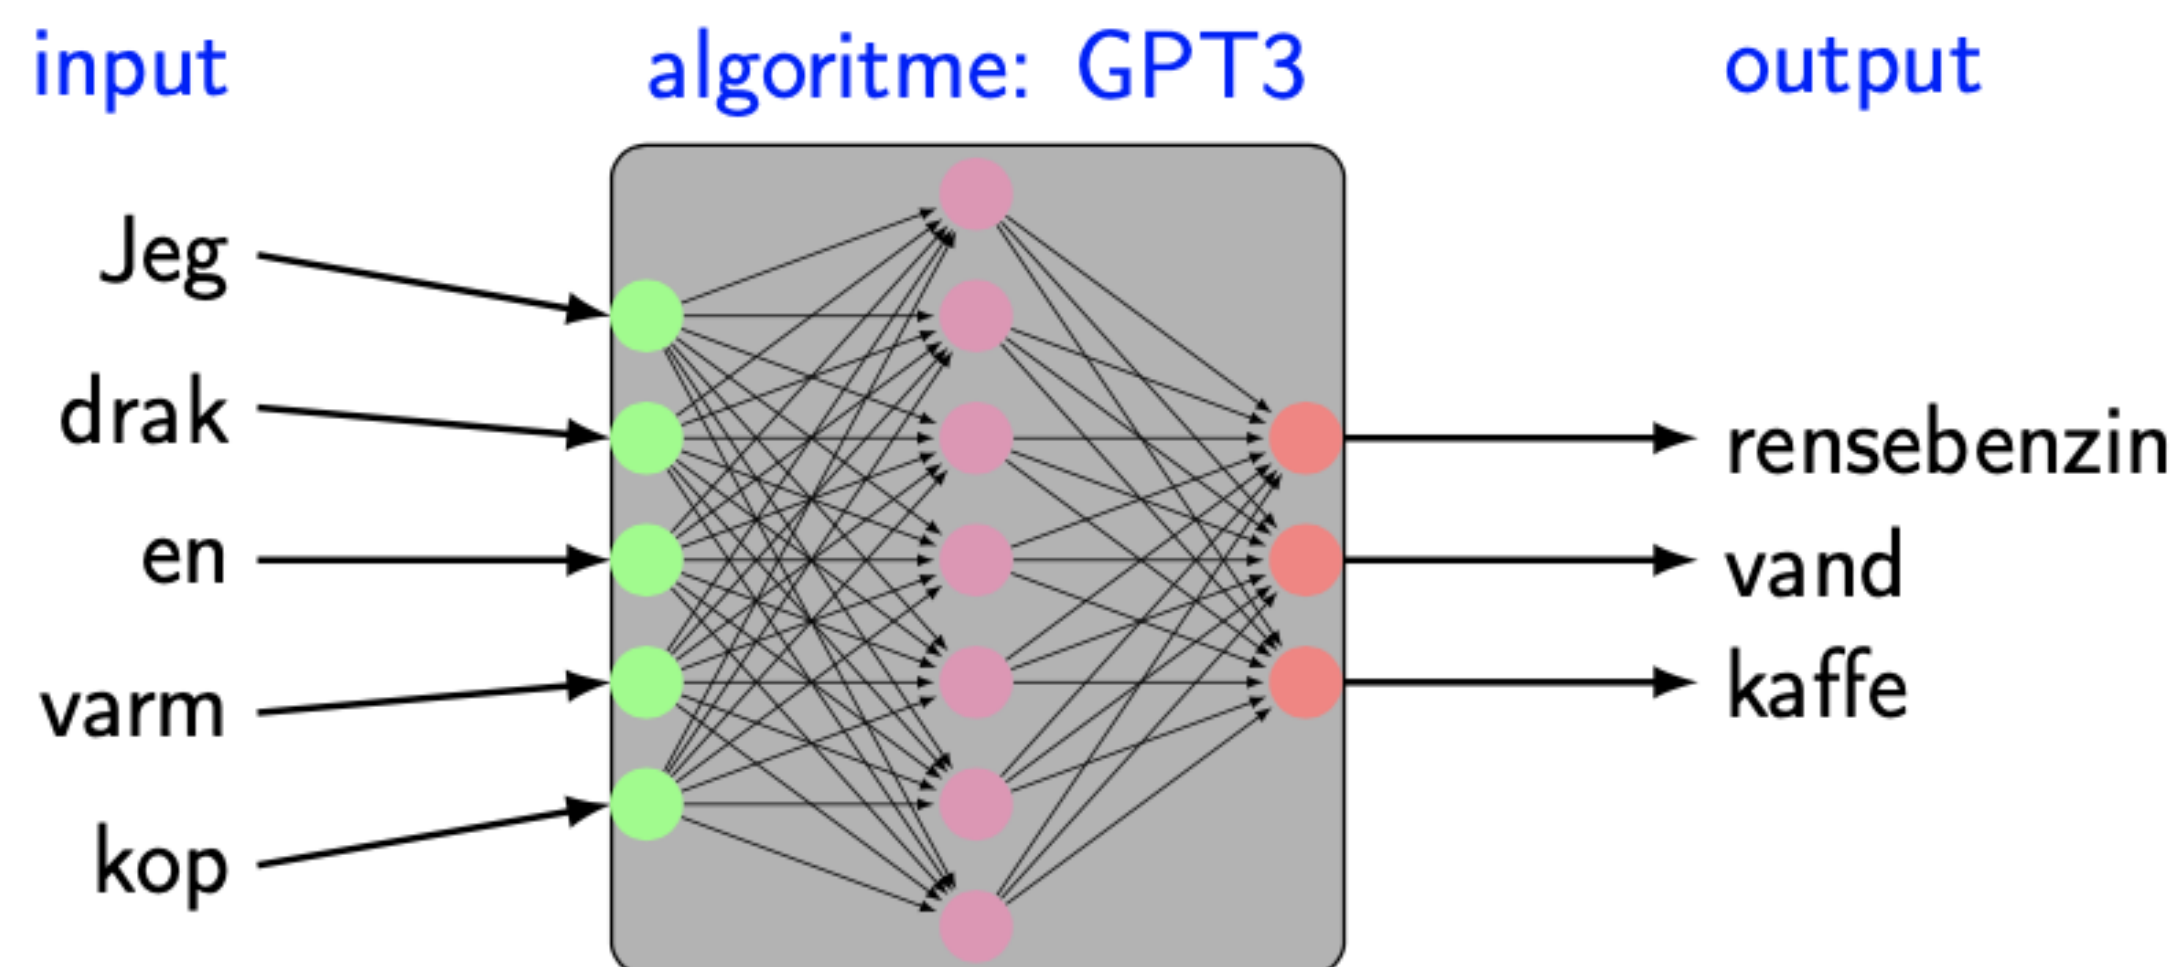 input
algoritme: GPT3
output
Jeg
drak
en
varm
kop
rensebenzin
vand
kaffe